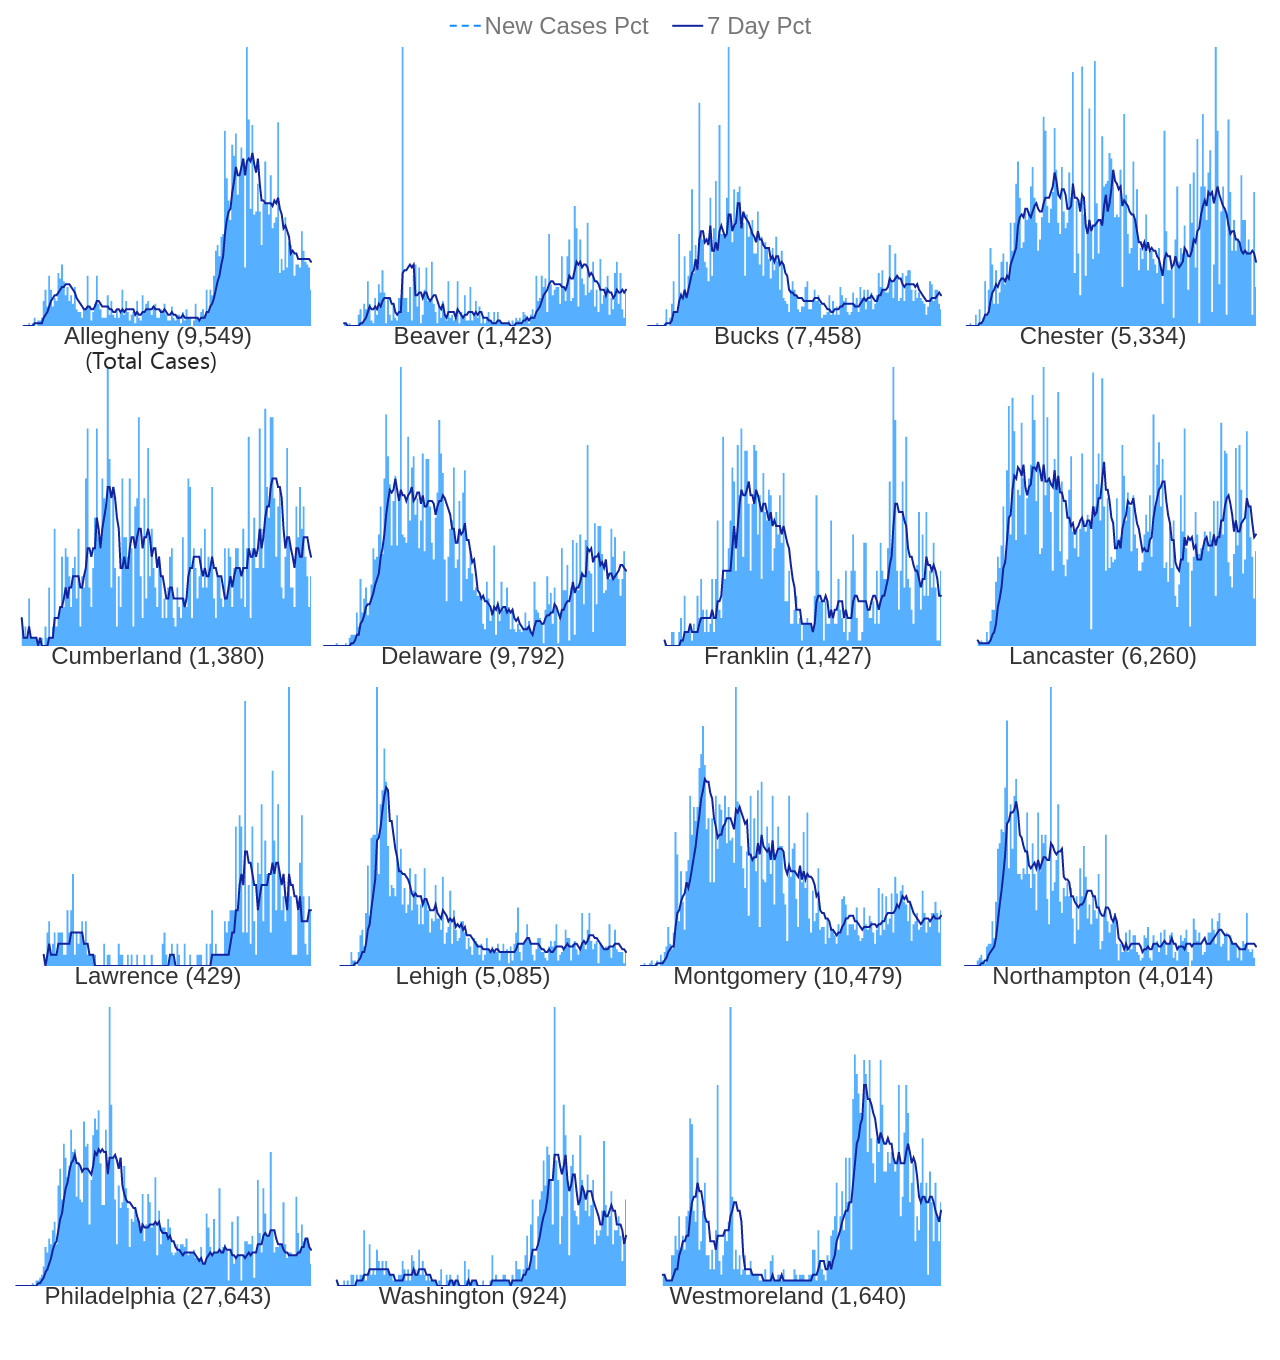 New Cases Pct 7 Day Pct
Allegheny (9,549) Beaver (1,423) Bucks (7,458) Chester (5,334)
(Total Cases)
Cumberland (1,380) Delaware (9,792) Franklin (1,427) Lancaster (6,260)
Lawrence (429) Lehigh (5,085) Montgomery (10,479) Northampton (4,014)
Philadelphia (27,643) Washington (924) Westmoreland (1,640)